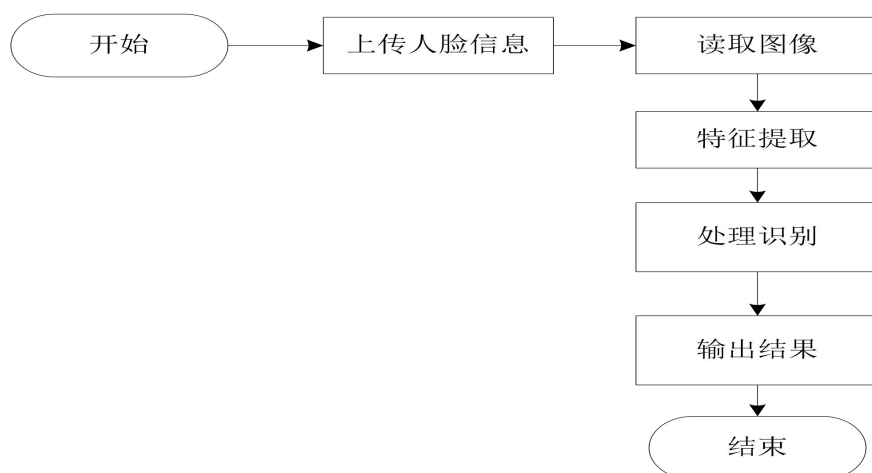 开始
上传人脸信息
读取图像
特征提取
处理识别
输出结果
结束